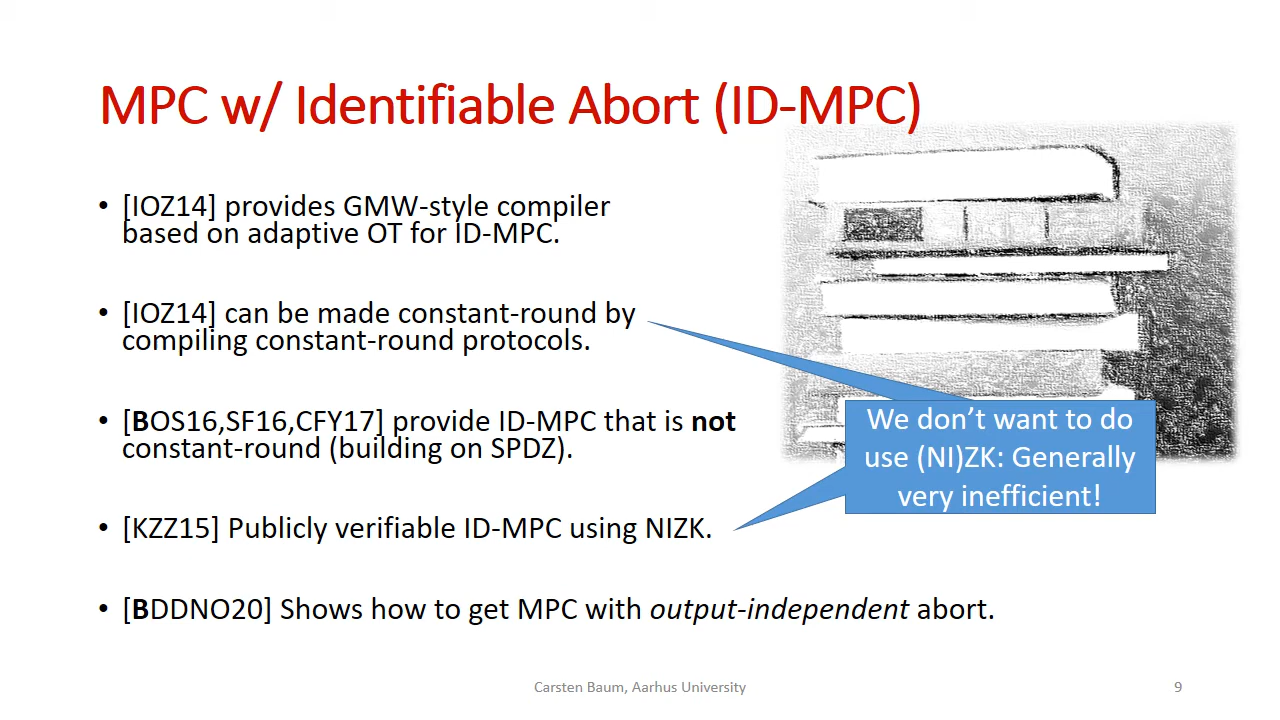 MPC w/ Identifiable Abort (ID-MPC)
• [IOZ14] provides GMW-style compiler
based on adaptive OT for ID-MPC.
• [IOZ14] can be made constant-round by
compiling constant-round protocols.
• [BOS16,SF16,CFY17] provide ID-MPC that is not
constant-round (building on SPDZ).
We don’t want to do
use (NI)ZK: Generally
very inefficient!
• [KZZ15] Publicly verifiable ID-MPC using NIZK.
• [BDDNO20] Shows how to get MPC with output-independent abort.
Carsten Baum, Aarhus University
9